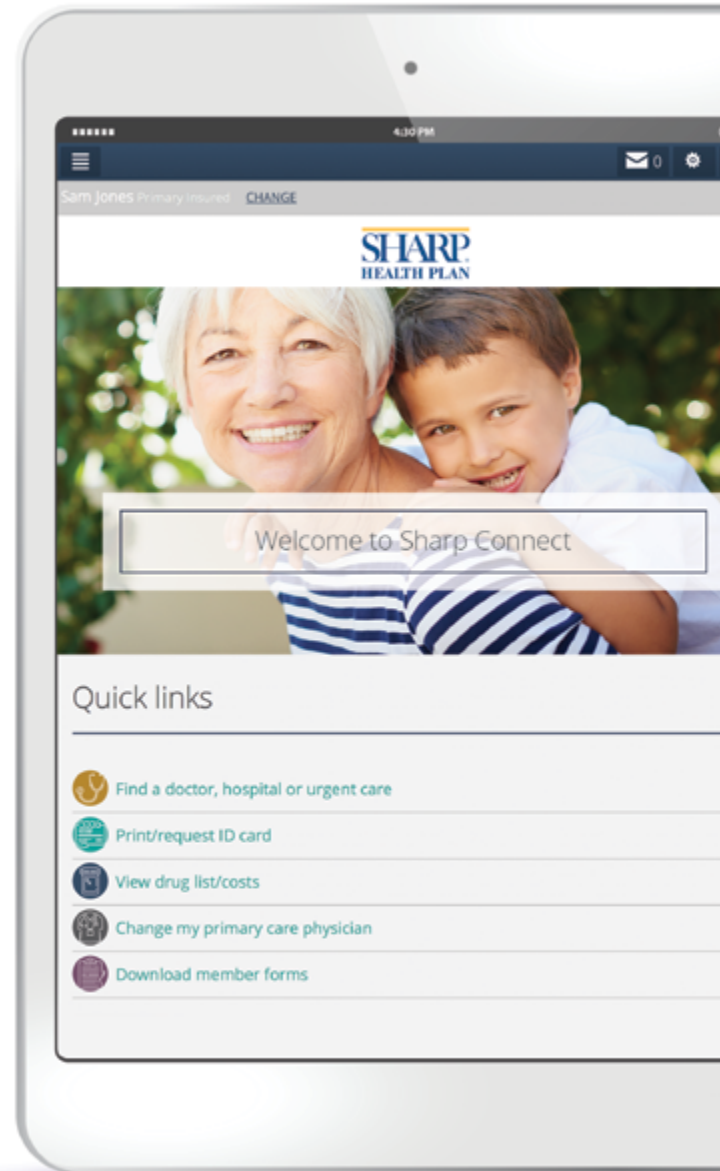 4:30 PM
0
Sam Jones Primary Insured CHANGE
SHARP
HEALTH PLAN
Welcome to Sharp Connect
Quick links
Find a doctor, hospital or urgent care
Print/request ID card
View drug list/costs
Change my primary care physician
Download member forms